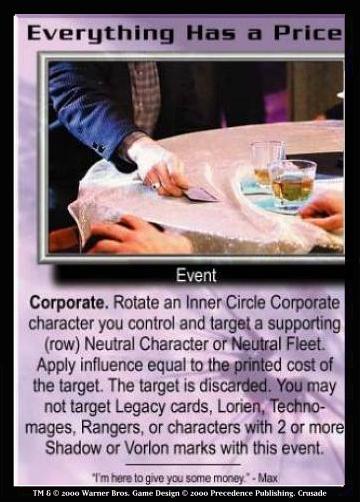 Everything Has a Price
Event
Corporate. Rotate an Inner Circle Corporate
character you control and target a supporting
(row) Neutral Character or Neutral Fleet.
Apply influence equal to the printed cost of
the target. The target is discarded. You may
not target Legacy cards, Lorien, Techno-
mages, Rangers, or characters with 2 or more
Shadow or Vorlon marks with this event.
"I'm here to give you some money." - Max
TM & © 2000 Warner Bros. Game Design © 2000 Precedence Publishing. Crusade